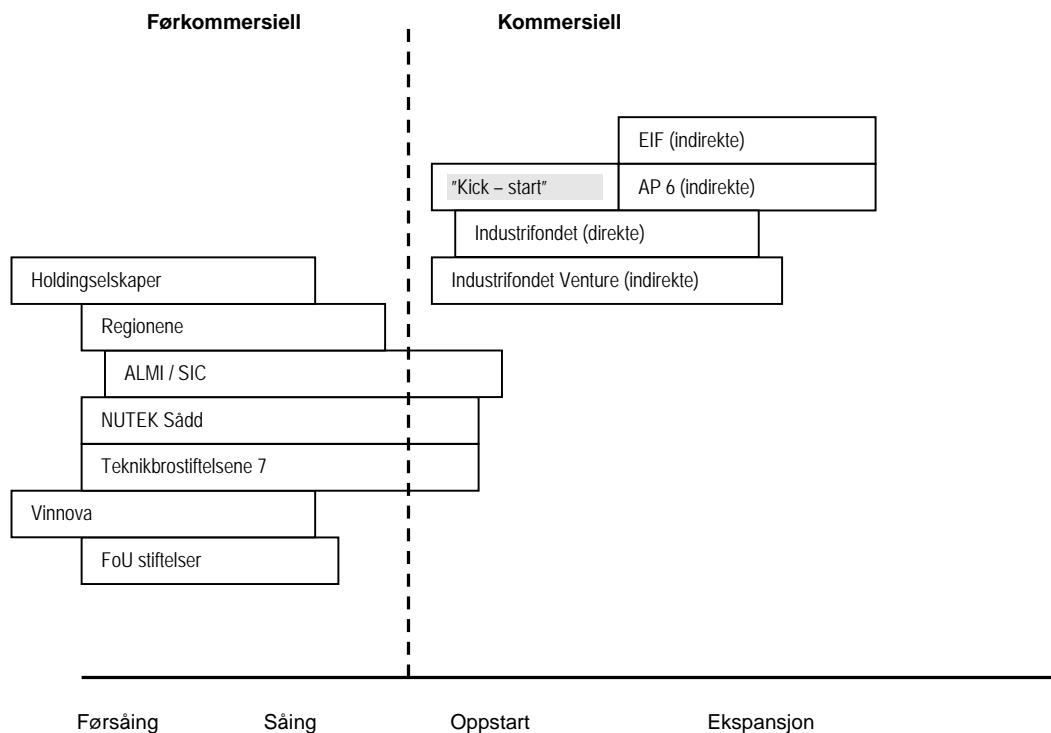 Førkommersiell
Kommersiell
EIF (indirekte)
"Kick – start"
AP 6 (indirekte)
Industrifondet (direkte)
Holdingselskaper
Industrifondet Venture (indirekte)
Regionene
ALMI / SIC
NUTEK Sådd
Teknikbrostiftelsene 7
Vinnova
FoU stiftelser
Førsåing
Såing
Oppstart
Ekspansjon